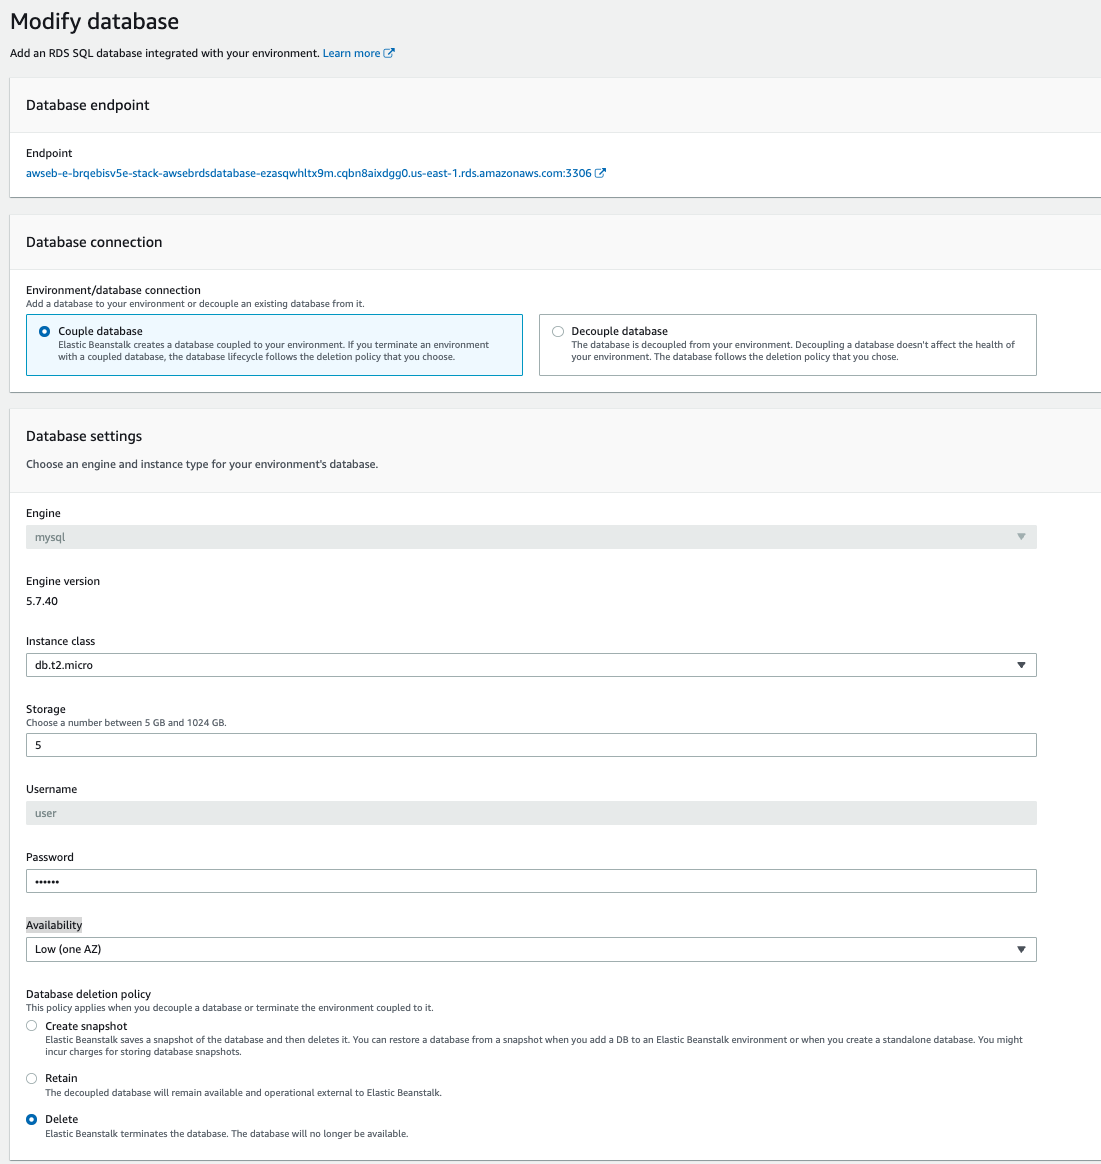 Modify database
Add an RDS SQL database integrated with your environment. Learn more
Database endpoint
Endpoint
awseb-e-brqebisv5e-stack-awsebrdsdatabase-ezasqwhltx9m.cqbn8aixdgg0.us-east-1.rds.amazonaws.com:3306
Database connection
Environment/database connection
Add a database to your environment or decouple an existing database from it.
Couple database
Elastic Beanstalk creates a database coupled to your environment. If you terminate an environment
with a coupled database, the database lifecycle follows the deletion policy that you choose.
Decouple database
The database is decoupled from your environment. Decoupling a database doesn't affect the health of
your environment. The database follows the deletion policy that you chose.
Database settings
Choose an engine and instance type for your environment's database.
Engine
mysql
Engine version
5.7.40
Instance class
db.t2.micro
Storage
Choose a number between 5 GB and 1024 GB.
5
Username
user
Password
••••••
Availability
Low (one AZ)
Database deletion policy
This policy applies when you decouple a database or terminate the environment coupled to it.
Create snapshot
Elastic Beanstalk saves a snapshot of the database and then deletes it. You can restore a database from a snapshot when you add a DB to an Elastic Beanstalk environment or when you create a standalone database. You might
incur charges for storing database snapshots.
Retain
The decoupled database will remain available and operational external to Elastic Beanstalk.
Delete
Elastic Beanstalk terminates the database. The database will no longer be available.